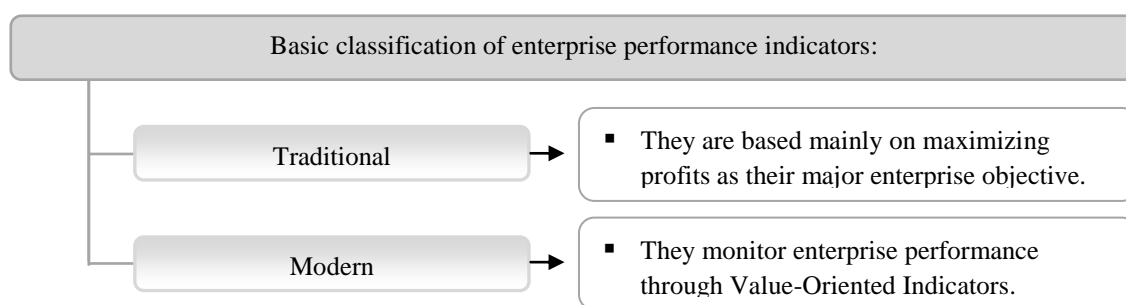 Basic classification of enterprise performance indicators:
Traditional
▪ They are based mainly on maximizing
profits as their major enterprise objective.
Modern
▪ They monitor enterprise performance
through Value-Oriented Indicators.